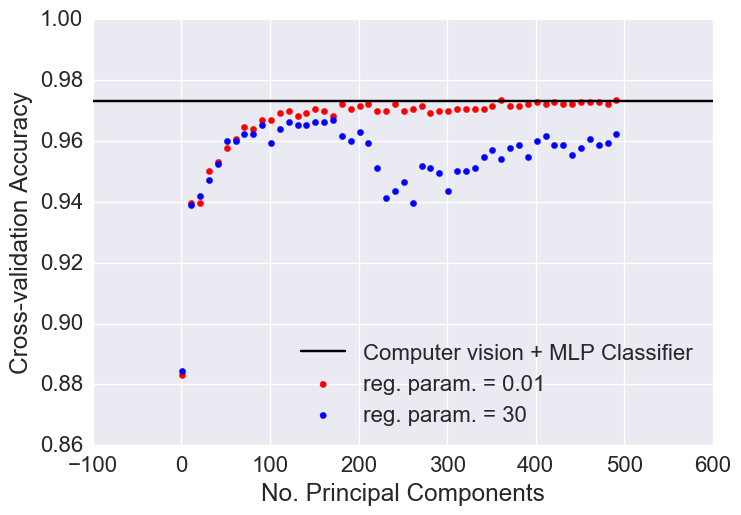 1.00
0.98
0.96
0.94
0.92
0.90
0.88
0.86
Cross-validation Accuracy
Computer vision + MLP Classifier
reg. param. = 0.01
reg. param. = 30
−100 0 100 200 300 400 500 600
No. Principal Components